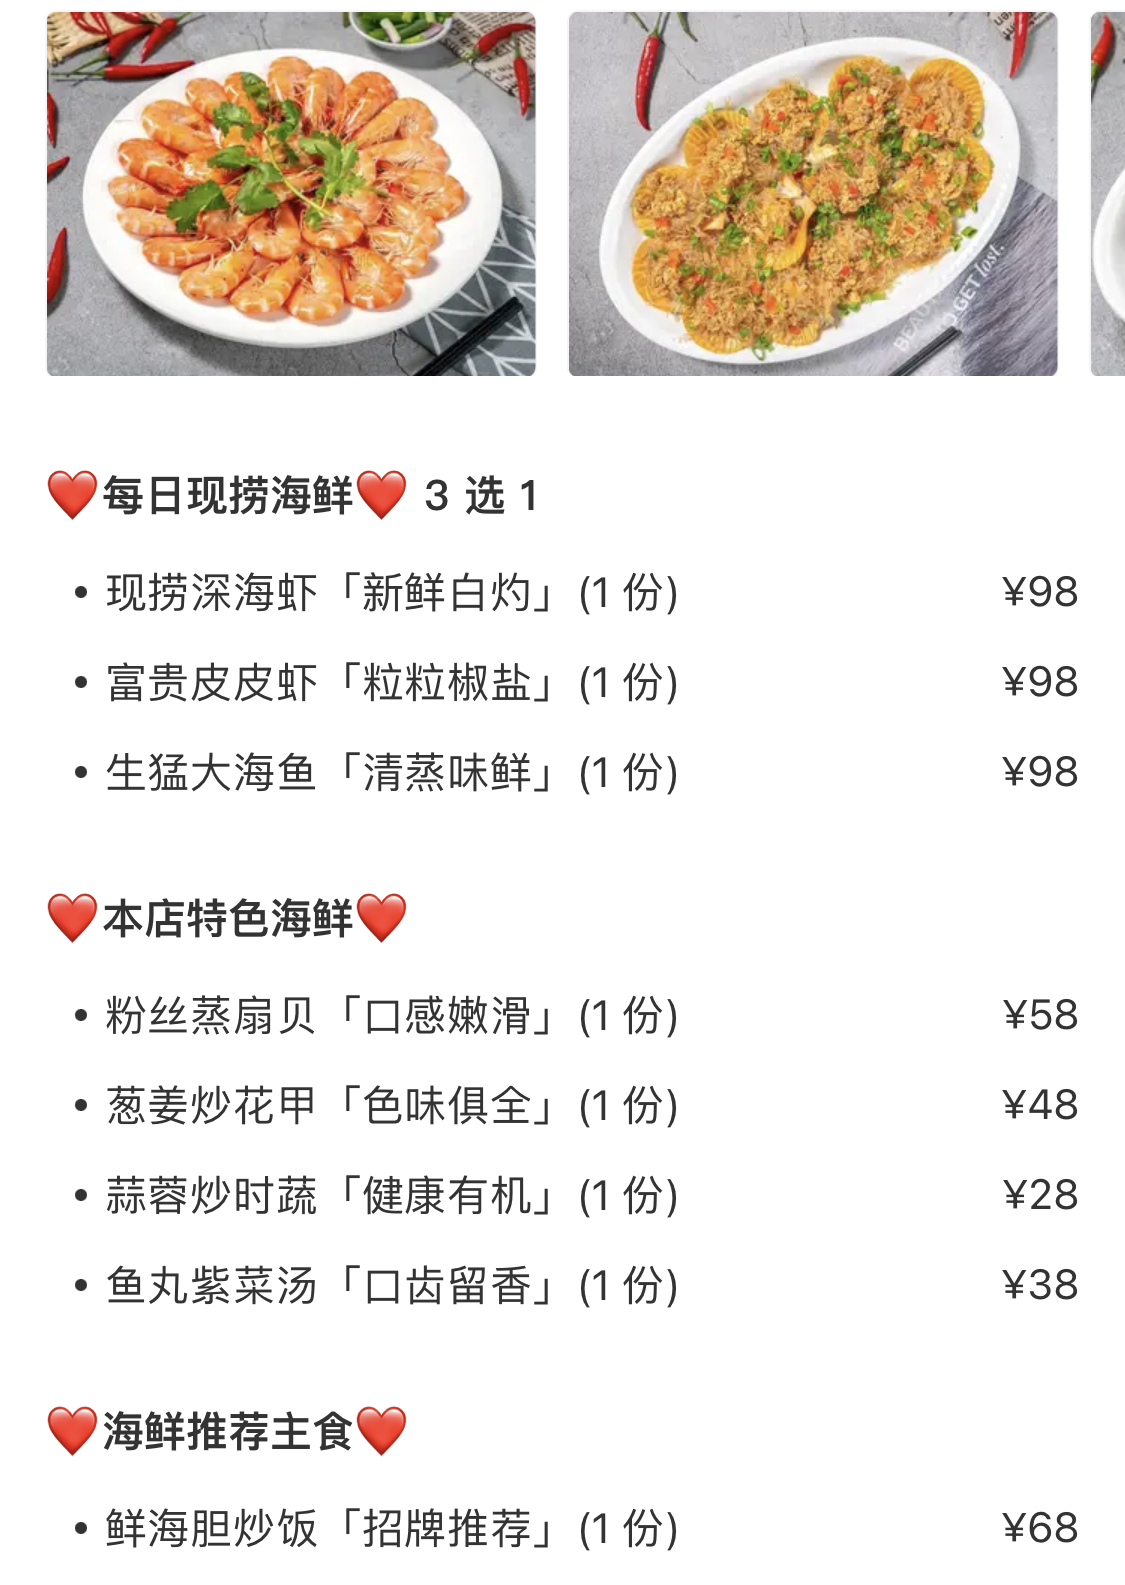 BEAUT
O GET lost.
❤️每日现捞海鲜❤️ 3 选 1
• 现捞深海虾「新鲜白灼」(1 份) ¥98
• 富贵皮皮虾「粒粒椒盐」(1 份) ¥98
• 生猛大海鱼「清蒸味鲜」(1 份) ¥98
❤️本店特色海鲜❤️
• 粉丝蒸扇贝「口感嫩滑」(1 份) ¥58
• 葱姜炒花甲「色味俱全」(1 份) ¥48
• 蒜蓉炒时蔬「健康有机」(1 份) ¥28
• 鱼丸紫菜汤「口齿留香」(1 份) ¥38
❤️海鲜推荐主食❤️
• 鲜海胆炒饭「招牌推荐」(1 份) ¥68